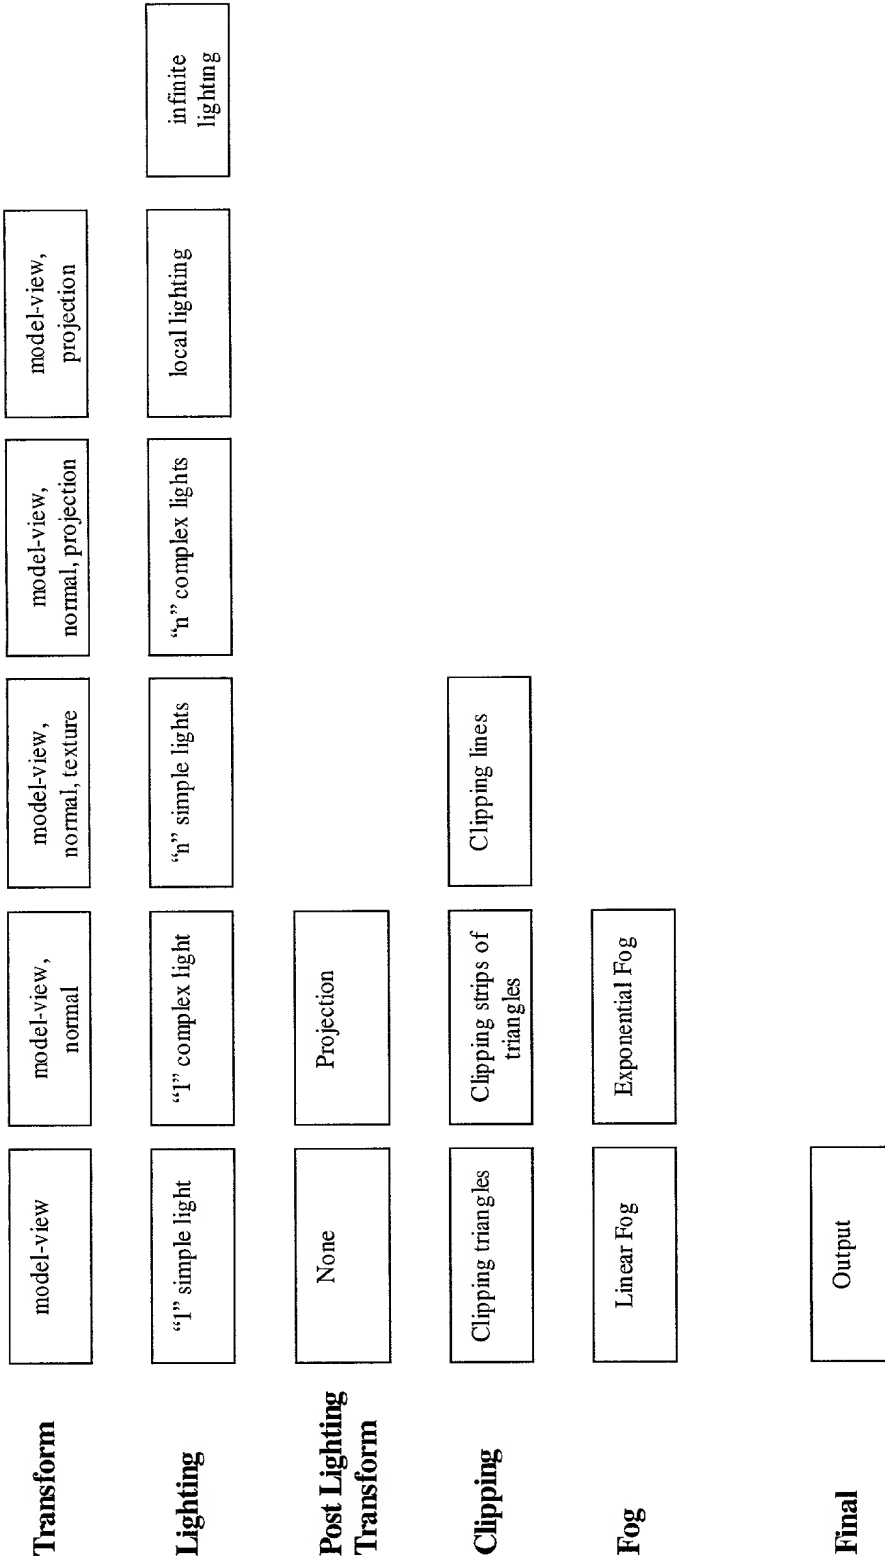 Transform
model-view
model-view,
normal
model-view,
normal, texture
model-view,
normal, projection
model-view,
projection
Lighting
“1” simple light
“1” complex light
“n” simple lights
“n” complex lights
local lighting
infinite
lighting
Post Lighting
Transform
None
Projection
Clipping
Clipping triangles
Clipping strips of
triangles
Clipping lines
Fog
Linear Fog
Exponential Fog
Final
Output